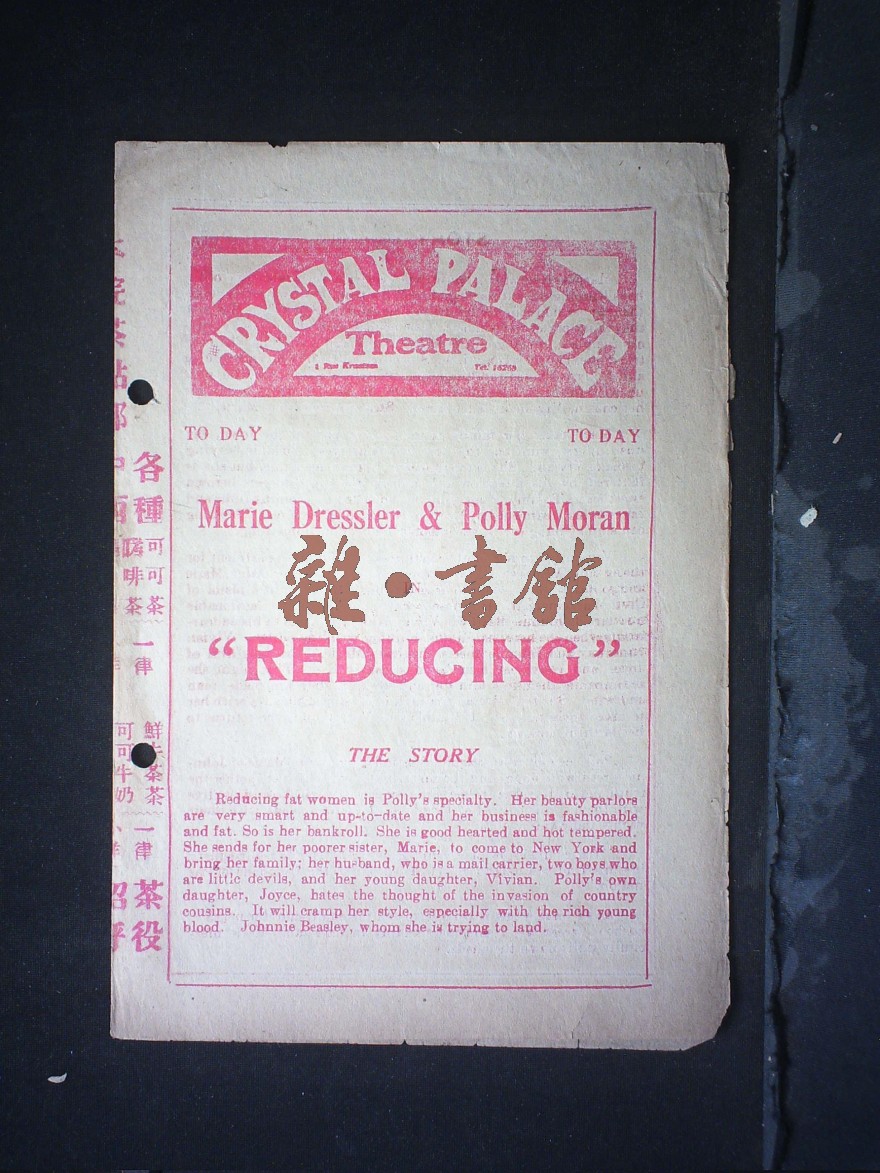 CRYSTAL PALACE
Theatre
TO DAY TO DAY
Marie Dressler & Polly Moran
IN
雜·書館
“REDUCING”
THE STORY
Reducing fat women is Polly's specialty. Her beauty parlors
are very smart and up-to-date and her business is fashionable
and fat. So is her bankroll. She is good hearted and hot tempered.
She sends for her poorer sister, Marie, to come to New York and
bring her family; her husband, who is a mail carrier, two boys who
are little devils, and her young daughter, Vivian. Polly's own
daughter, Joyce, hates the thought of the invasion of country
cousins. It will cramp her style, especially with the rich young
blood. Johnnie Beasley, whom she is trying to land.
各種
可可茶
啡茶
一律
鮮
茶茶
可可牛奶
一律
茶役